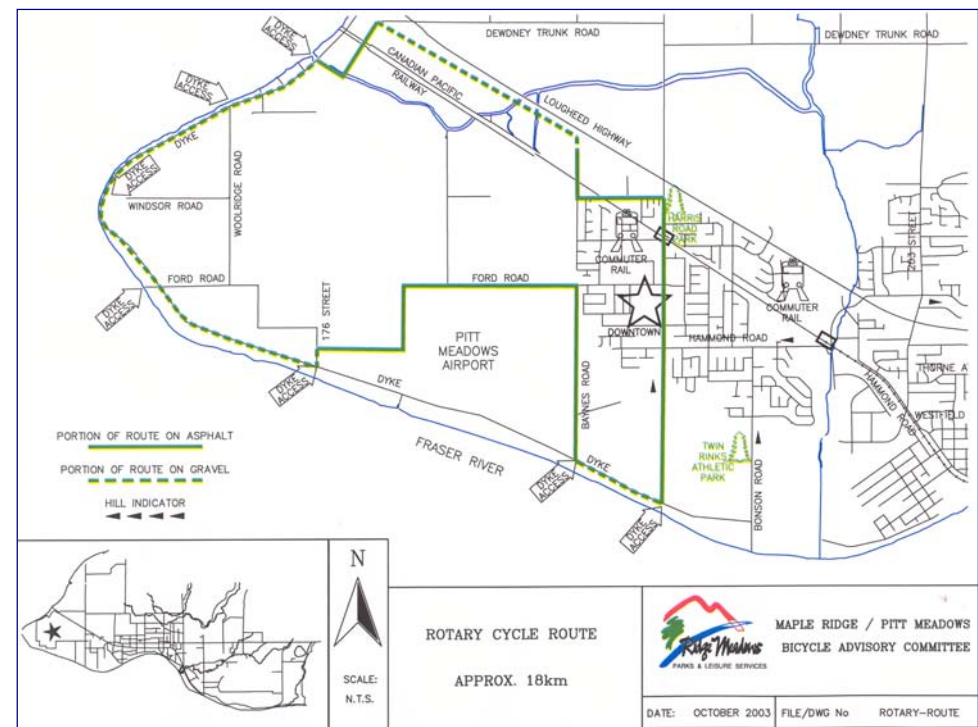 DYKE
ACCESS
DEWDNEY TRUNK ROAD
DEWDNEY TRUNK ROAD
CANADIAN PACIFIC
RAILWAY
DYKE
ACCESS
LOUGHEED HIGHWAY
DYKE
DYKE
ACCESS
WOOLRIDGE ROAD
WINDSOR ROAD
HARRIS
ROAD
PARK
203 STREET
COMMUTER
RAIL
FORD ROAD
FORD ROAD
DYKE
ACCESS
COMMUTER
RAIL
176 STREET
DOWNTOWN
HAMMOND ROAD
PITT
MEADOWS
AIRPORT
DYKE
ACCESS
DYKE
BAYNES ROAD
THORNE A
HAMMOND ROAD
WESTFIELD
FRASER RIVER
PORTION OF ROUTE ON ASPHALT
PORTION OF ROUTE ON GRAVEL
HILL INDICATOR
TWIN
RINKS
ATHLETIC
PARK
BONSON ROAD
DYKE
DYKE
ACCESS
DYKE
ACCESS
N
SCALE:
N.T.S.
ROTARY CYCLE ROUTE
APPROX. 18km
Ridge Meadows
PARKS & LEISURE SERVICES
MAPLE RIDGE / PITT MEADOWS
BICYCLE ADVISORY COMMITTEE
DATE: OCTOBER 2003
FILE/DWG No ROTARY-ROUTE